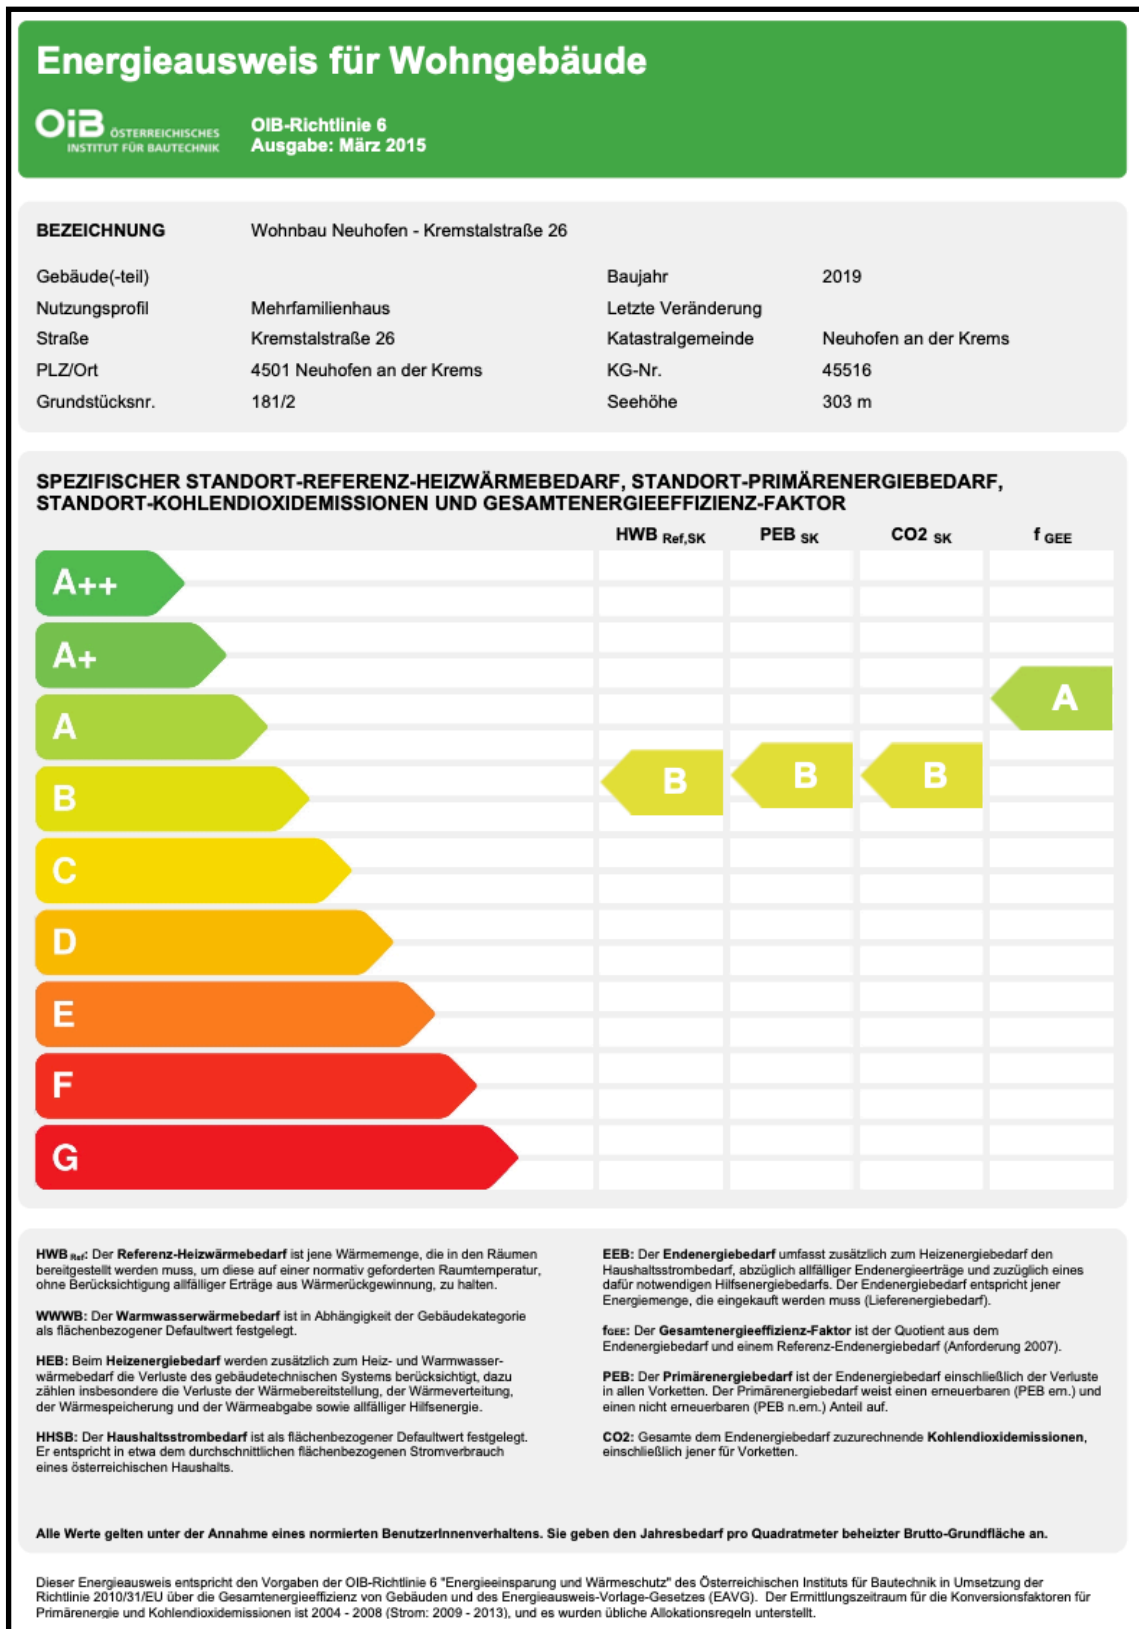 Energieausweis für Wohngebäude
OiB ÖSTERREICHISCHES
INSTITUT FÜR BAUTECHNIK
OIB-Richtlinie 6
Ausgabe: März 2015
BEZEICHNUNG Wohnbau Neuhofen - Kremstalstraße 26
Gebäude(-teil) Baujahr 2019
Nutzungsprofil Mehrfamilienhaus Letzte Veränderung
Straße Kremstalstraße 26 Katastralgemeinde Neuhofen an der Krems
PLZ/Ort 4501 Neuhofen an der Krems KG-Nr. 45516
Grundstücksnr. 181/2 Seehöhe 303 m
SPEZIFISCHER STANDORT-REFERENZ-HEIZWÄRMEBEDARF, STANDORT-PRIMÄRENERGIEBEDARF,
STANDORT-KOHLENDIOXIDEMISSIONEN UND GESAMTENERGIEEFFIZIENZ-FAKTOR
HWB Ref,SK PEB SK CO2 SK f GEE
A++
A+
A A
B B B B
C
D
E
F
G
HWB Ref: Der Referenz-Heizwärmebedarf ist jene Wärmemenge, die in den Räumen
bereitgestellt werden muss, um diese auf einer normativ geforderten Raumtemperatur,
ohne Berücksichtigung allfälliger Erträge aus Wärmerückgewinnung, zu halten.
WWWB: Der Warmwasserwärmebedarf ist in Abhängigkeit der Gebäudekategorie
als flächenbezogener Defaultwert festgelegt.
HEB: Beim Heizenergiebedarf werden zusätzlich zum Heiz- und Warmwasser-
wärmebedarf die Verluste des gebäudetechnischen Systems berücksichtigt, dazu
zählen insbesondere die Verluste der Wärmebereitstellung, der Wärmeverteitung,
der Wärmespeicherung und der Wärmeabgabe sowie allfälliger Hilfsenergie.
HHSB: Der Haushaltsstrombedarf ist als flächenbezogener Defaultwert festgelegt.
Er entspricht in etwa dem durchschnittlichen flächenbezogenen Stromverbrauch
eines österreichischen Haushalts.
EEB: Der Endenergiebedarf umfasst zusätzlich zum Heizenergiebedarf den
Haushaltsstrombedarf, abzüglich allfälliger Endenergieerträge und zuzüglich eines
dafür notwendigen Hilfsenergiebedarfs. Der Endenergiebedarf entspricht jener
Energiemenge, die eingekauft werden muss (Lieferenergiebedarf).
fGEE: Der Gesamtenergieeffizienz-Faktor ist der Quotient aus dem
Endenergiebedarf und einem Referenz-Endenergiebedarf (Anforderung 2007).
PEB: Der Primärenergiebedarf ist der Endenergiebedarf einschließlich der Verluste
in allen Vorketten. Der Primärenergiebedarf weist einen erneuerbaren (PEB ern.) und
einen nicht erneuerbaren (PEB n.ern.) Anteil auf.
CO2: Gesamte dem Endenergiebedarf zuzurechnende Kohlendioxidemissionen,
einschließlich jener für Vorketten.
Alle Werte gelten unter der Annahme eines normierten BenutzerInnenverhaltens. Sie geben den Jahresbedarf pro Quadratmeter beheizter Brutto-Grundfläche an.
Dieser Energieausweis entspricht den Vorgaben der OIB-Richtlinie 6 "Energieeinsparung und Wärmeschutz" des Österreichischen Instituts für Bautechnik in Umsetzung der
Richtlinie 2010/31/EU über die Gesamtenergieeffizienz von Gebäuden und des Energieausweis-Vorlage-Gesetzes (EAVG). Der Ermittlungszeitraum für die Konversionsfaktoren für
Primärenergie und Kohlendioxidemissionen ist 2004 - 2008 (Strom: 2009 - 2013), und es wurden übliche Allokationsregeln unterstellt.